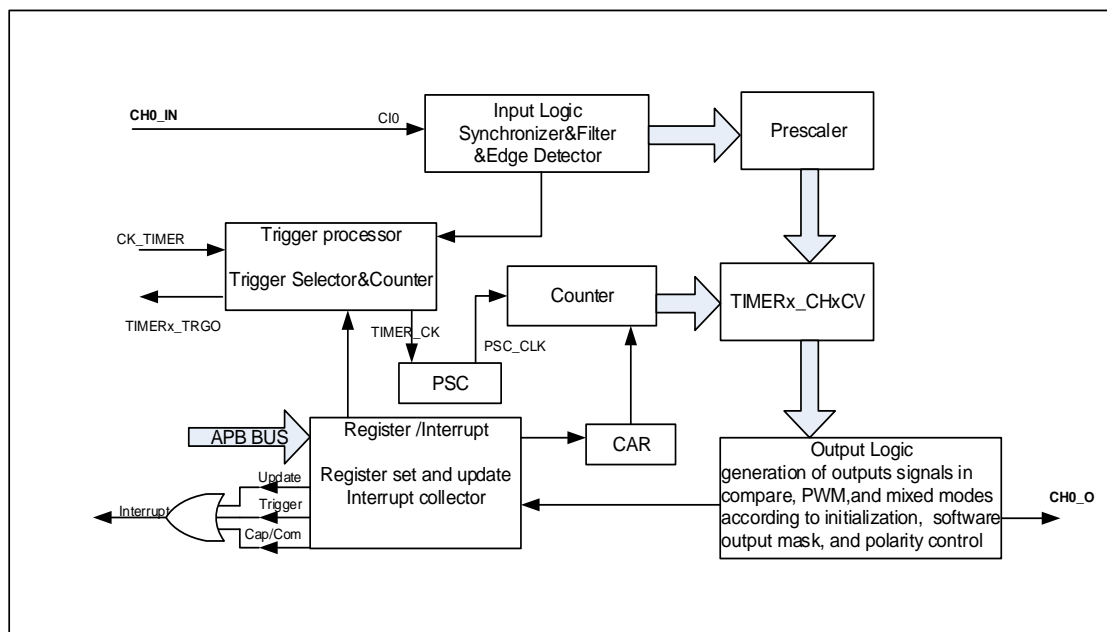 CH0_IN
CI0
Input Logic
Synchronizer&Filter
&Edge Detector
Prescaler
CK_TIMER
Trigger processor
Trigger Selector&Counter
TIMERx_TRGO
TIMER_CK
PSC_CLK
Counter
TIMERx_CHxCV
PSC
APB BUS
Register /Interrupt
Register set and update
Interrupt collector
CAR
Update
Trigger
Cap/Com
Interrupt
Output Logic
generation of outputs signals in
compare, PWM,and mixed modes
according to initialization, software
output mask, and polarity control
CH0_O